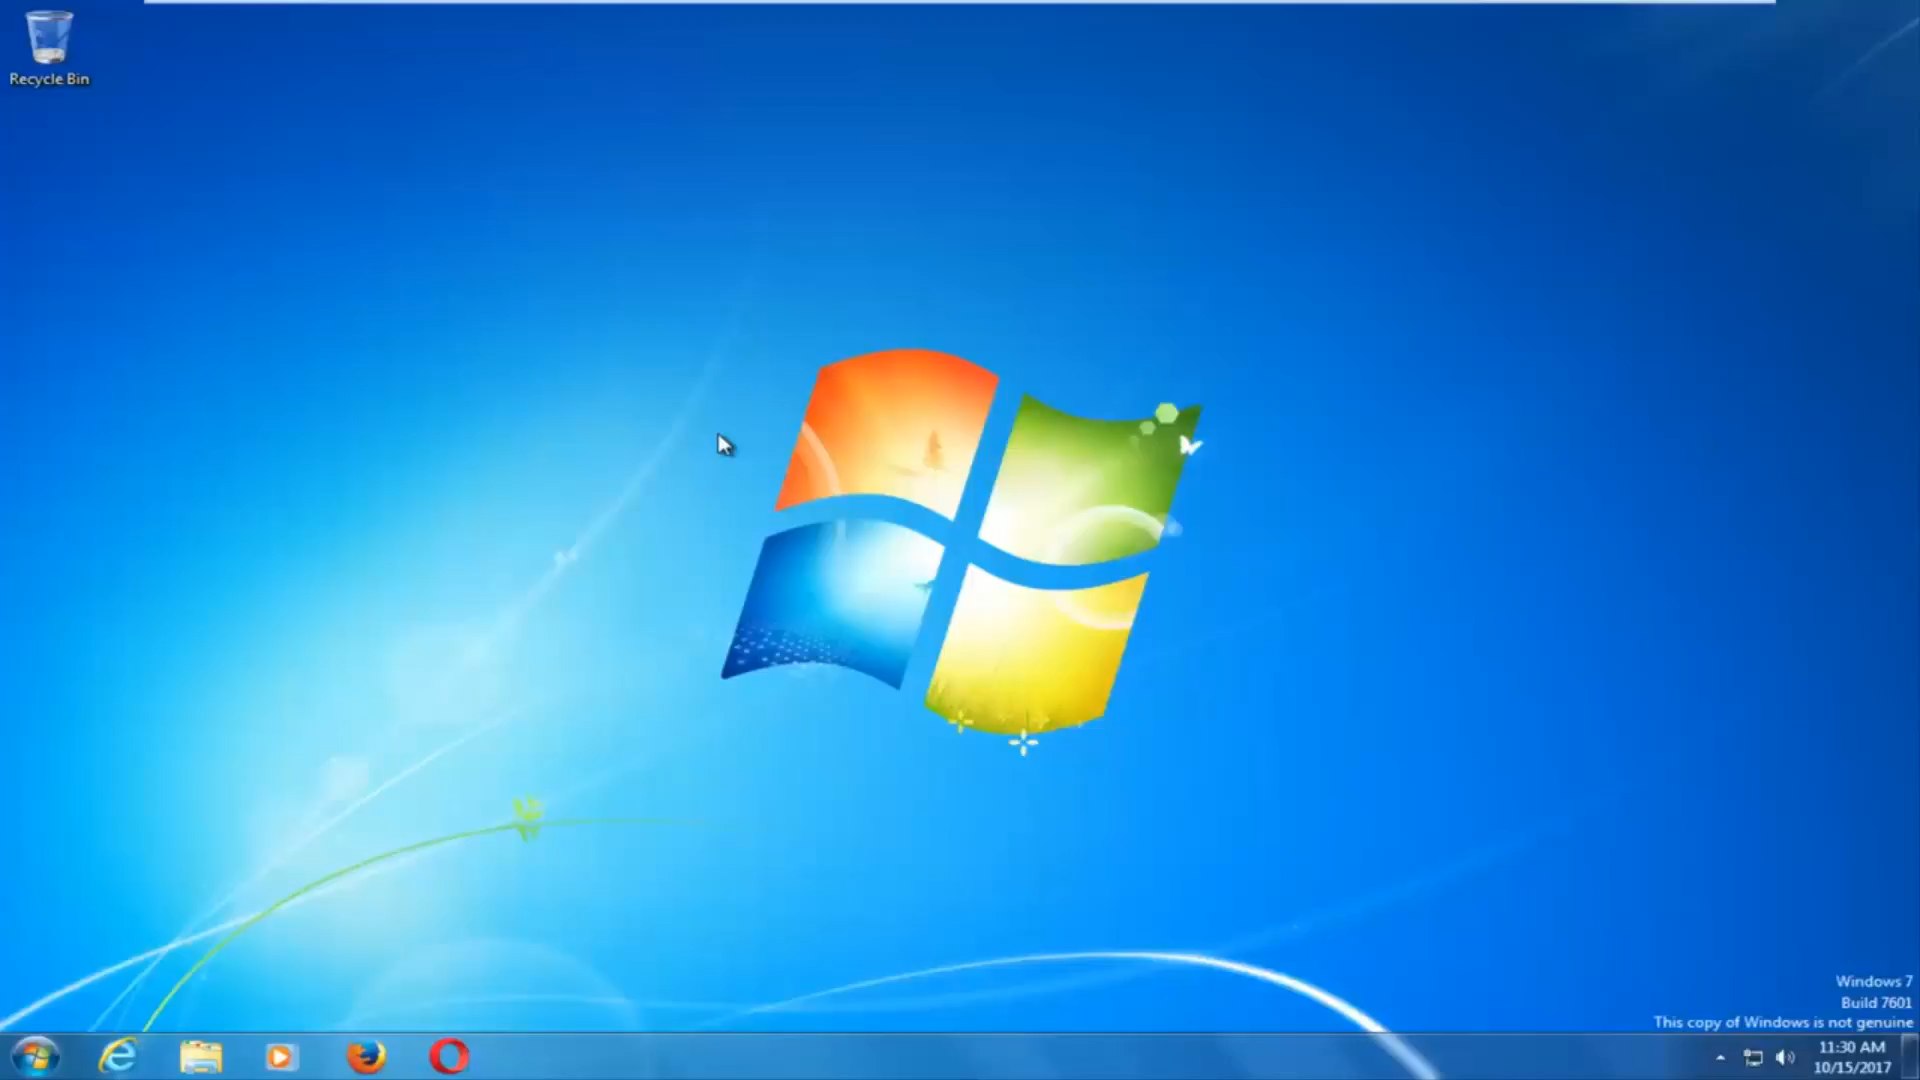 Recycle Bin
Windows 7
Build 7601
This copy of Windows is not genuine
11:30 AM
10/15/2017